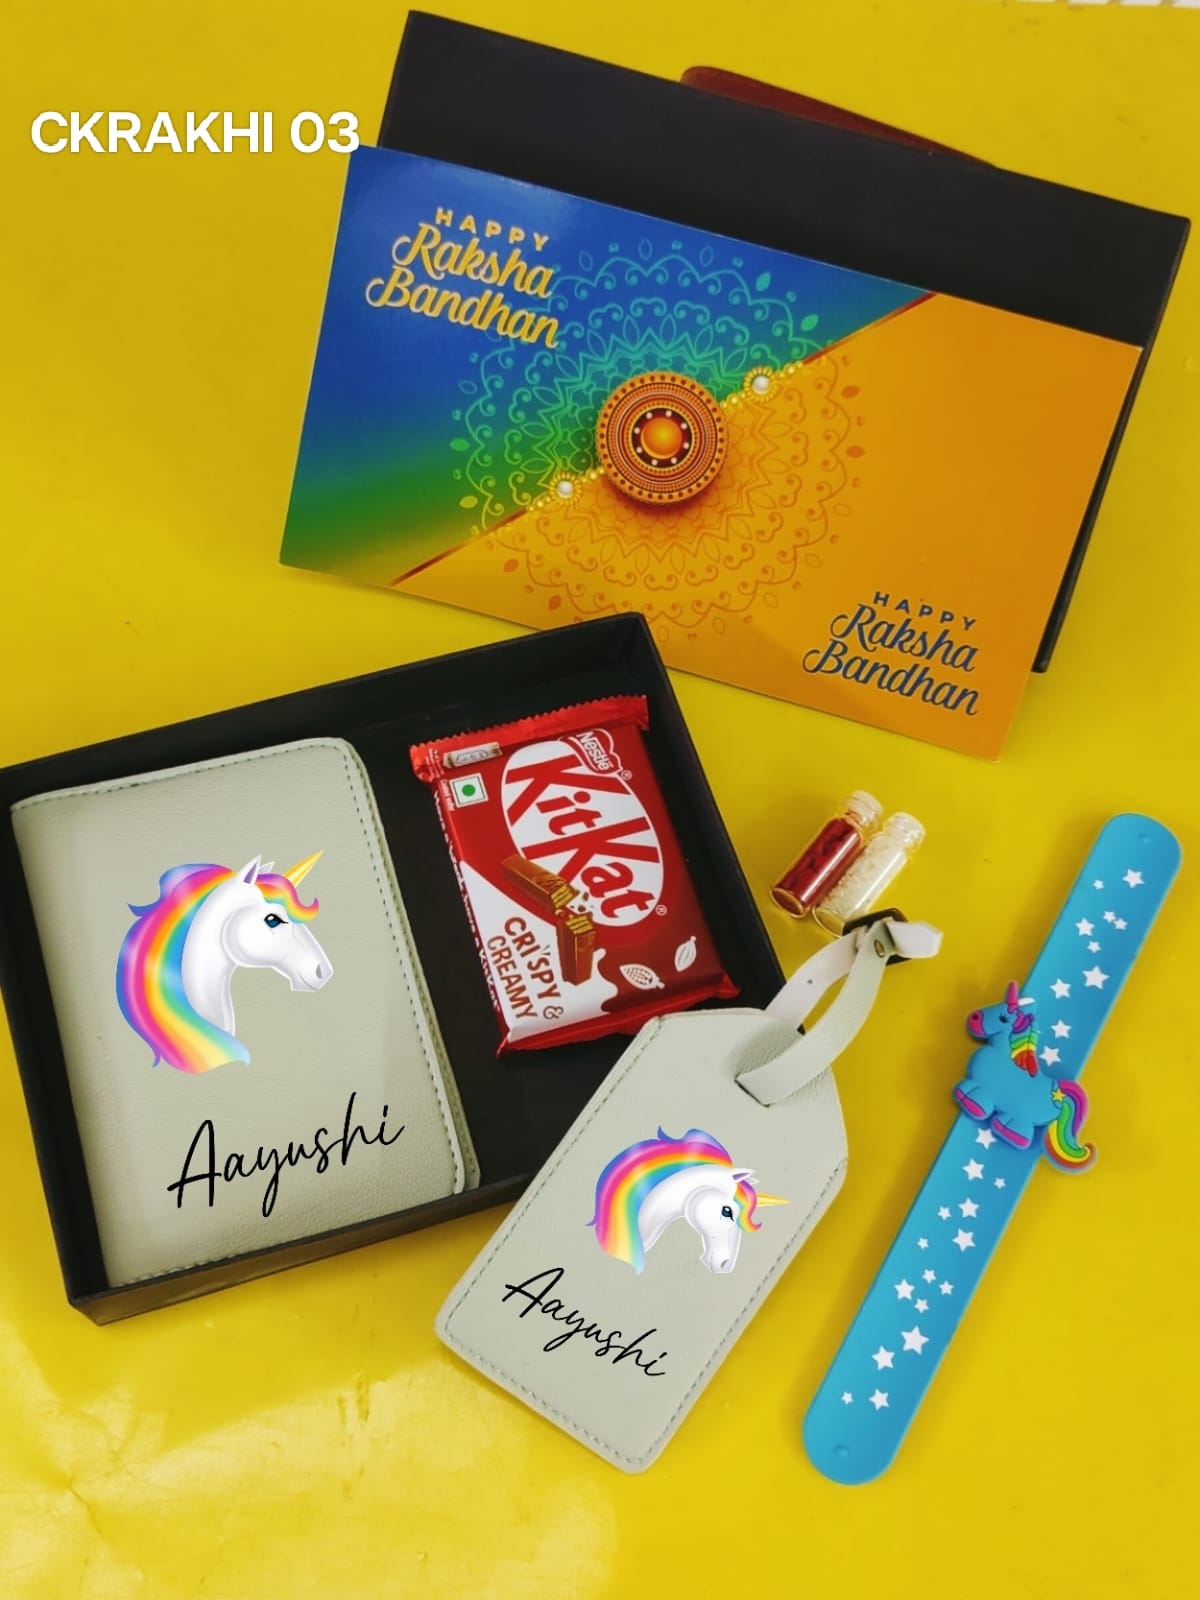 CKRAKHI 03
HAPPY
Raksha
Bandhan
HAPPY
Raksha
Bandhan
Nestlé
KitKat
CRISPY &
CREAMY
Aayushi
Aayushi